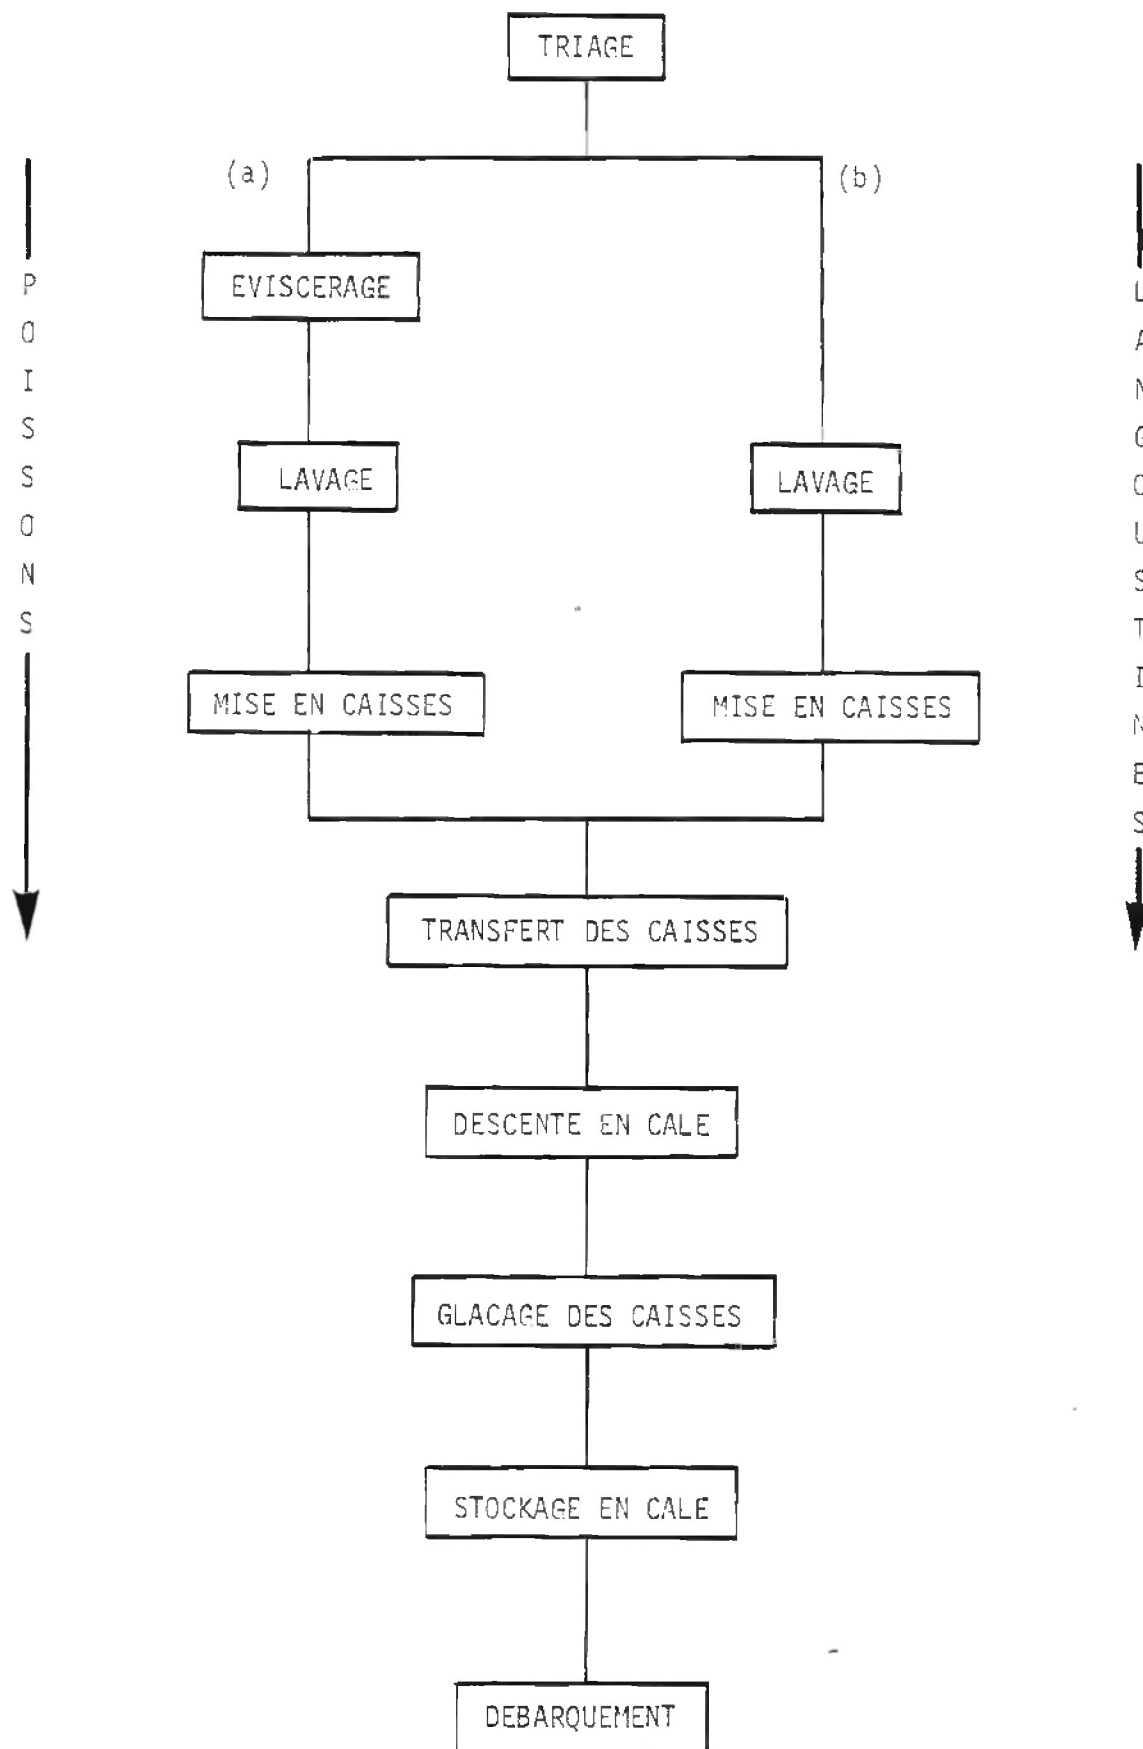 TRIAGE
(a)
(b)
EVISCERAGE
LAVAGE
LAVAGE
MISE EN CAISSES
MISE EN CAISSES
TRANSFERT DES CAISSES
DESCENTE EN CALE
GLACAGE DES CAISSES
STOCKAGE EN CALE
DEBARQUEMENT
POISSONS
LANGOUSTINES